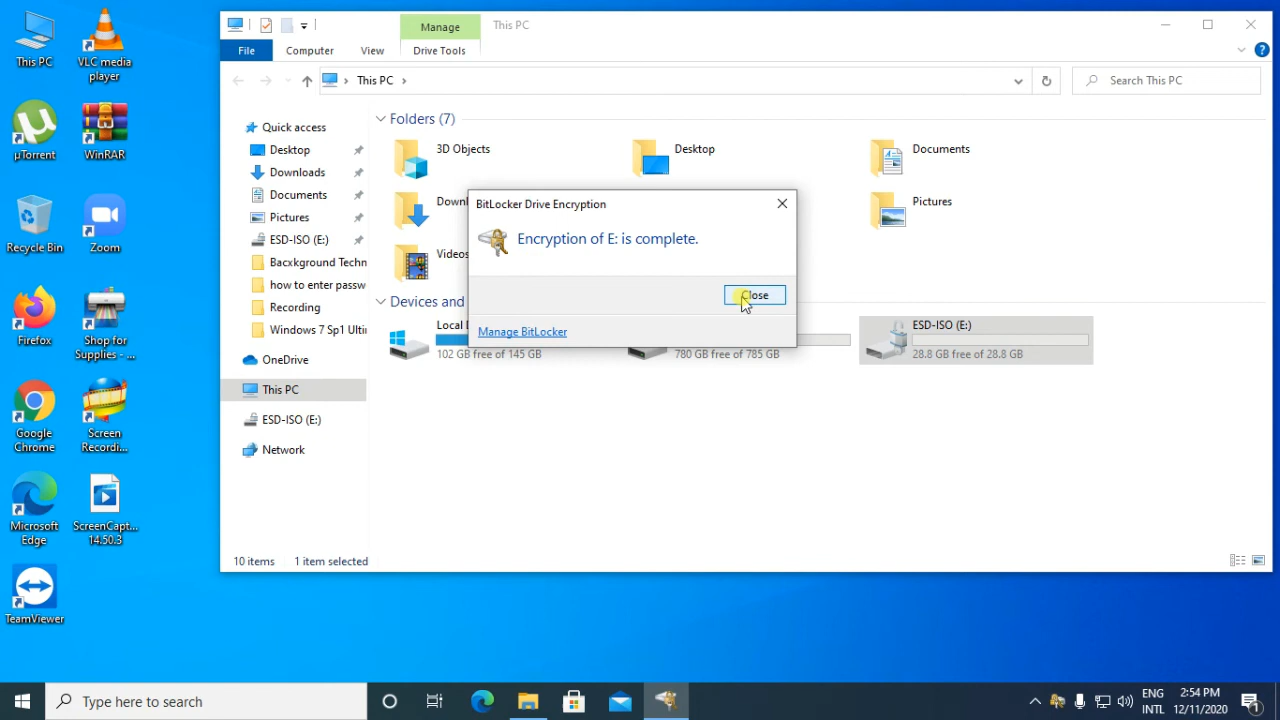 This PC
VLC media
player
µTorrent
WinRAR
Recycle Bin
Zoom
Firefox
Shop for
Supplies - ...
Google
Chrome
Screen
Recordi...
Microsoft
Edge
ScreenCapt...
14.50.3
TeamViewer
Manage
This PC
File
Computer
View
Drive Tools
This PC
Search This PC
Quick access
Desktop
Downloads
Documents
Pictures
ESD-ISO (E:)
Bacxkground Techn
how to enter passw
Recording
Windows 7 Sp1 Ulti
OneDrive
This PC
ESD-ISO (E:)
Network
Folders (7)
3D Objects
Desktop
Documents
Pictures
Videos
Devices and
102 GB free of 145 GB
780 GB free of 785 GB
ESD-ISO (E:)
28.8 GB free of 28.8 GB
BitLocker Drive Encryption
Encryption of E: is complete.
Close
Manage BitLocker
10 items
1 item selected
Type here to search
ENG
INTL
2:54 PM
12/11/2020
1